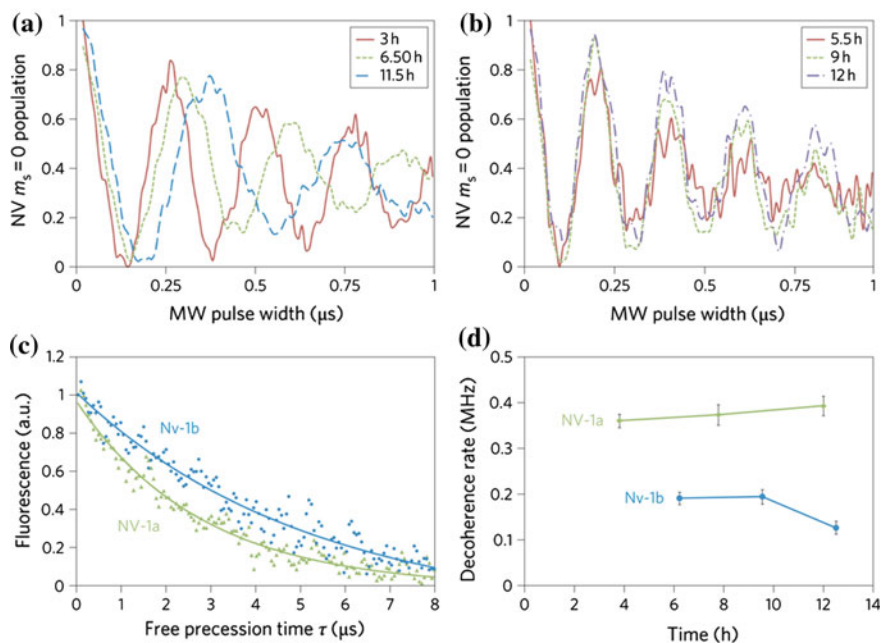 (a)
NV mₛ = 0 population
1
0.8
0.6
0.4
0.2
0
3 h
6.50 h
11.5 h
0 0.25 0.5 0.75 1
MW pulse width (μs)
(b)
NV mₛ = 0 population
1
0.8
0.6
0.4
0.2
0
5.5 h
9 h
12 h
0 0.25 0.5 0.75 1
MW pulse width (μs)
(c)
Fluorescence (a.u.)
1.2
1
0.8
0.6
0.4
0.2
0
Nv-1b
NV-1a
0 1 2 3 4 5 6 7 8
Free precession time τ (μs)
(d)
Decoherence rate (MHz)
0.5
0.4
0.3
0.2
0.1
0
NV-1a
Nv-1b
0 2 4 6 8 10 12 14
Time (h)